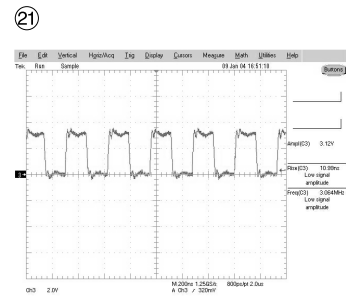 21
File Edit Vertical Horiz/Acq Trig Display Cursors Measure Math Utilities Help
Tek Run Sample 09 Jan 04 16:51:10
Buttons
Ampl(C3) 3.12V
Rise(C3) 10.98ns
Low signal
amplitude
Freq(C3) 3.064MHz
Low signal
amplitude
3
Ch3 2.0V
M 200ns 1.25GS/s 800ps/pt 2.0us
A Ch3 / 320mV